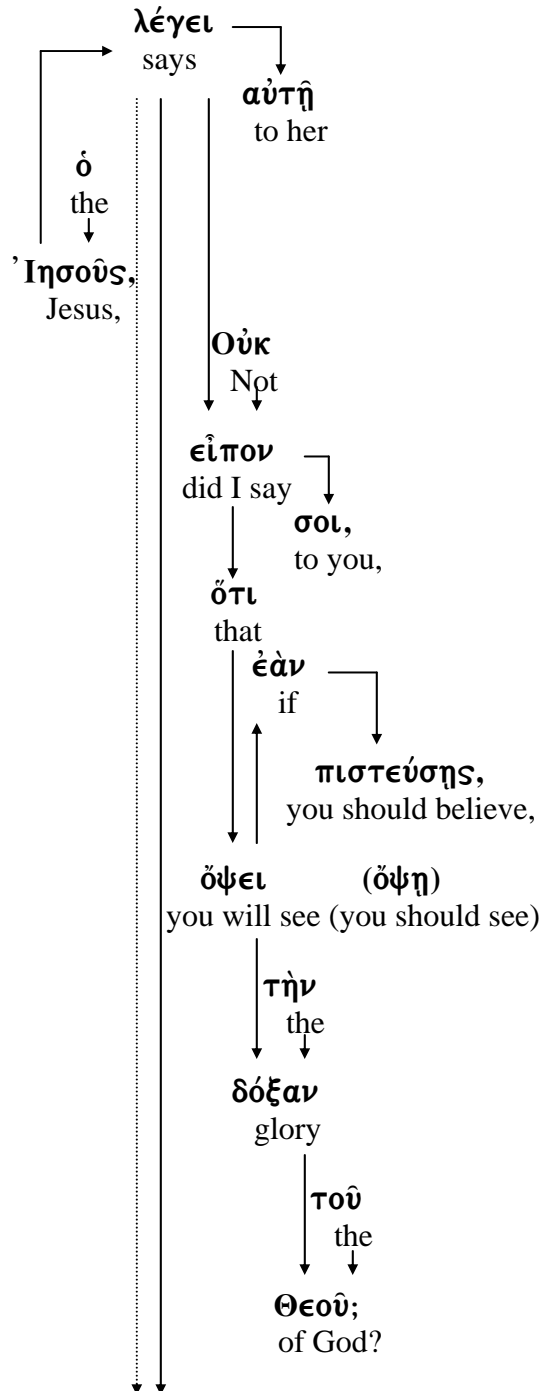 λέγει
says
αὐτῇ
to her
ὁ
the
Ἰησοῦς,
Jesus,
Οὐκ
Not
εἶπον
did I say
σοι,
to you,
ὅτι
that
ἐὰν
if
πιστεύσῃς,
you should believe,
ὄψει (ὄψῃ)
you will see (you should see)
τὴν
the
δόξαν
glory
τοῦ
the
Θεοῦ;
of God?